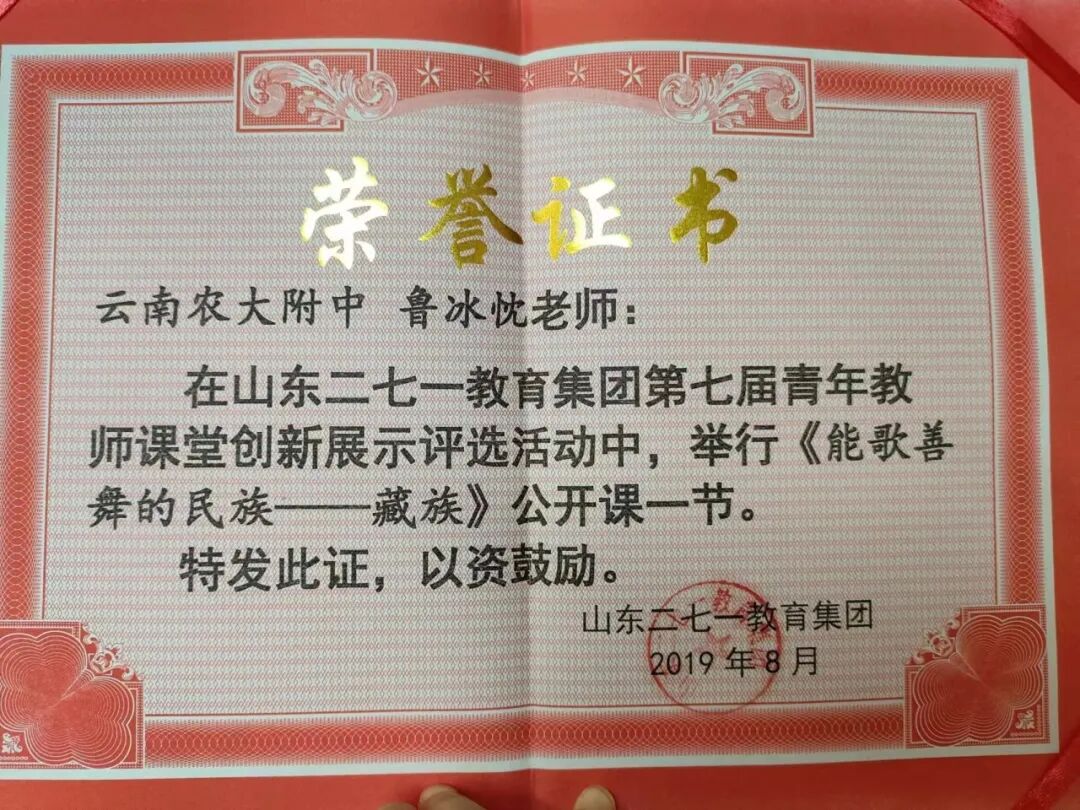 荣誉证书
云南农大附中 鲁冰忱老师：
在山东二七一教育集团第七届青年教
师课堂创新展示评选活动中，举行《能歌善
舞的民族——藏族》公开课一节。
特发此证，以资鼓励。
山东二七一教育集团
2019年8月